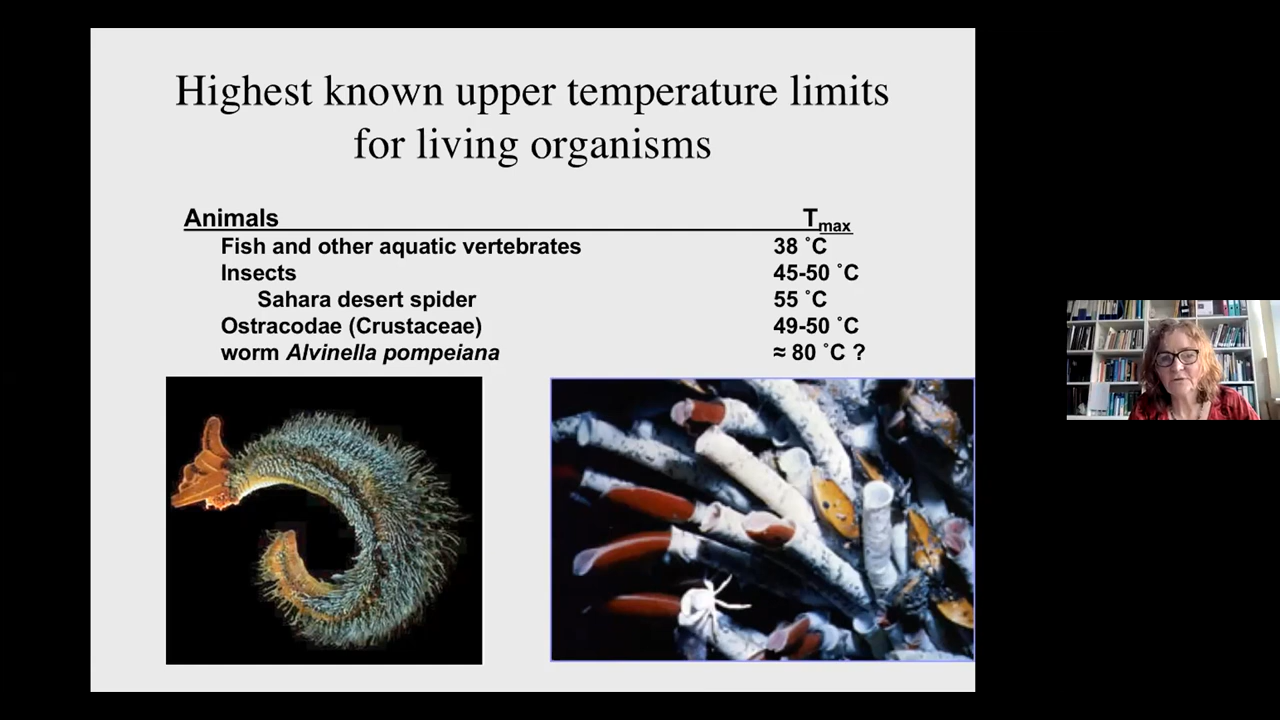 Highest known upper temperature limits
for living organisms
Animals Tmax
Fish and other aquatic vertebrates 38 ˚C
Insects 45-50 ˚C
Sahara desert spider 55 ˚C
Ostracodae (Crustaceae) 49-50 ˚C
worm Alvinella pompeiana ≈ 80 ˚C ?